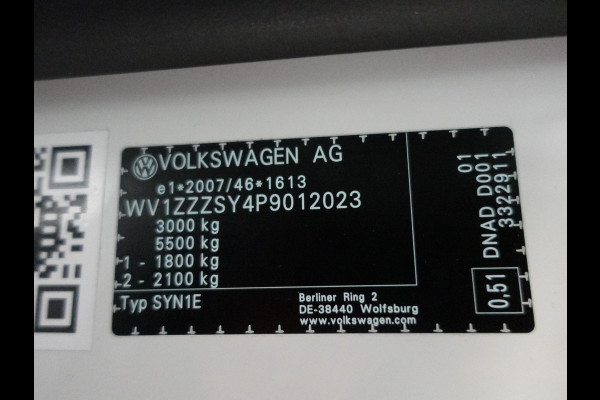 VOLKSWAGEN AG
e1*2007/46*1613
WV1ZZZSY4P9012023
3000 kg
5500 kg
1 - 1800 kg
2 - 2100 kg
Typ SYN1E
Berliner Ring 2
DE-38440 Wolfsburg
www.volkswagen.com
01
DNAD D001
3322911
0,51